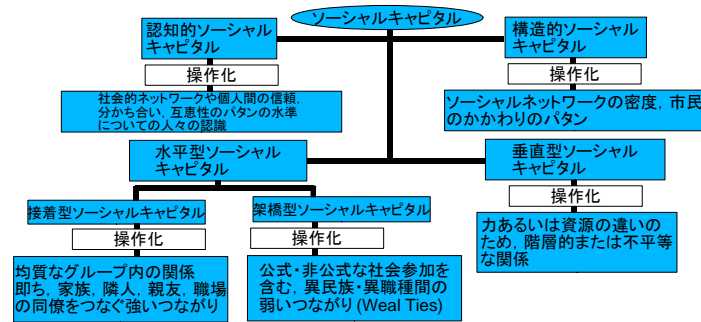 ソーシャルキャピタル
認知的ソーシャル
キャピタル
操作化
社会的ネットワークや個人間の信頼,
分かち合い, 互恵性のパタンの水準
についての人々の認識
構造的ソーシャル
キャピタル
操作化
ソーシャルネットワークの密度, 市民
のかかわりのパタン
水平型ソーシャル
キャピタル
垂直型ソーシャル
キャピタル
操作化
力あるいは資源の違いの
ため, 階層的または不平等
な関係
接着型ソーシャルキャピタル
操作化
均質なグループ内の関係
即ち, 家族, 隣人, 親友, 職場
の同僚をつなぐ強いつながり
架橋型ソーシャルキャピタル
操作化
公式・非公式な社会参加を
含む, 異民族・異職種間の
弱いつながり (Weal Ties)